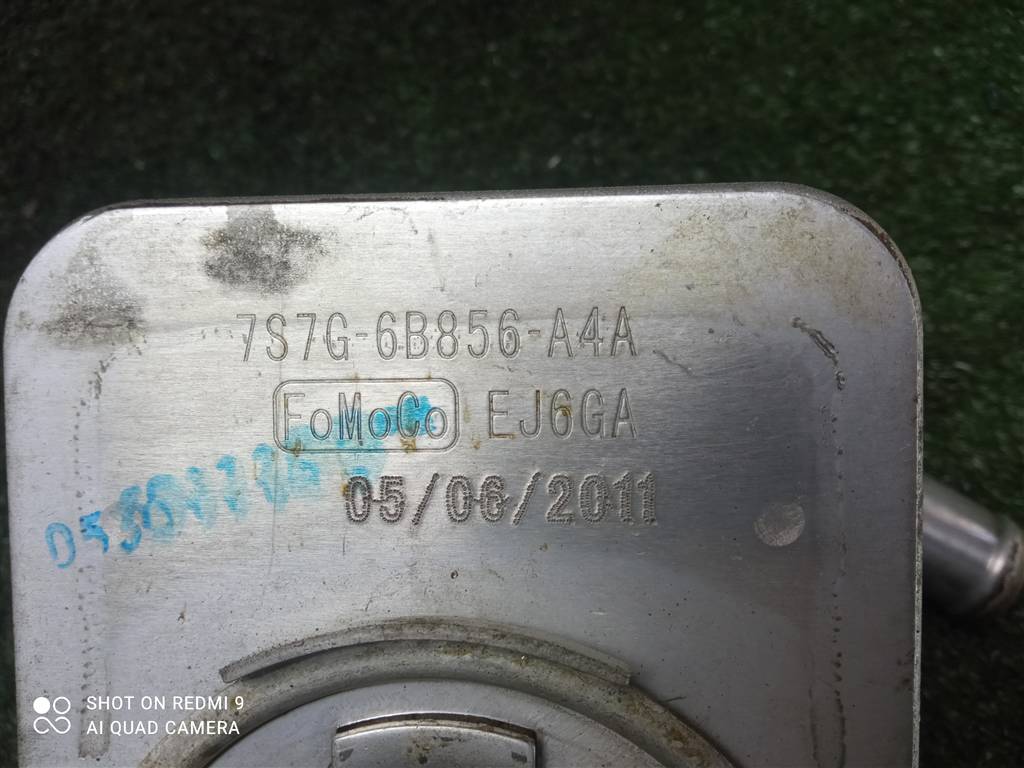 7S7G-6B856-A4A
FoMoCo EJ6GA
05/06/2011
SHOT ON REDMI 9
AI QUAD CAMERA